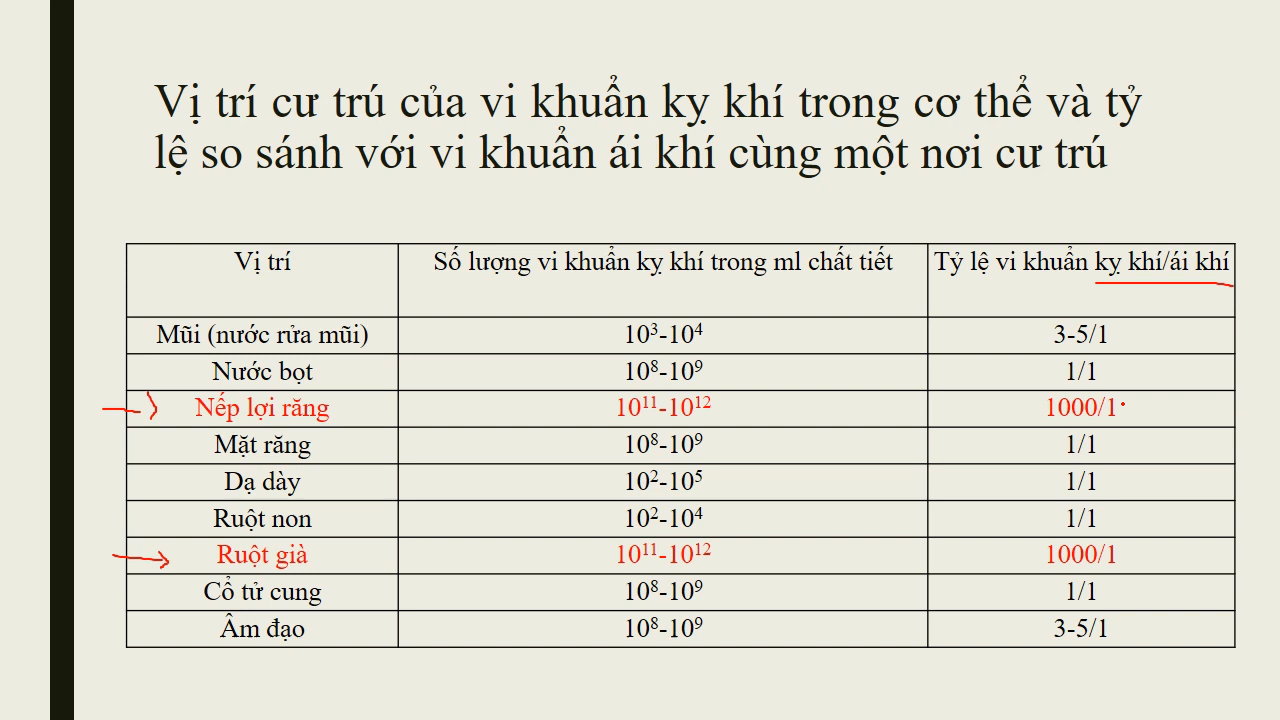 Vị trí cư trú của vi khuẩn kỵ khí trong cơ thể và tỷ
lệ so sánh với vi khuẩn ái khí cùng một nơi cư trú
Vị trí Số lượng vi khuẩn kỵ khí trong ml chất tiết Tỷ lệ vi khuẩn kỵ khí/ái khí
Mũi (nước rửa mũi) 10³-10⁴ 3-5/1
Nước bọt 10⁸-10⁹ 1/1
Nếp lợi răng 10¹¹-10¹² 1000/1
Mặt răng 10⁸-10⁹ 1/1
Dạ dày 10²-10⁵ 1/1
Ruột non 10²-10⁴ 1/1
Ruột già 10¹¹-10¹² 1000/1
Cổ tử cung 10⁸-10⁹ 1/1
Âm đạo 10⁸-10⁹ 3-5/1